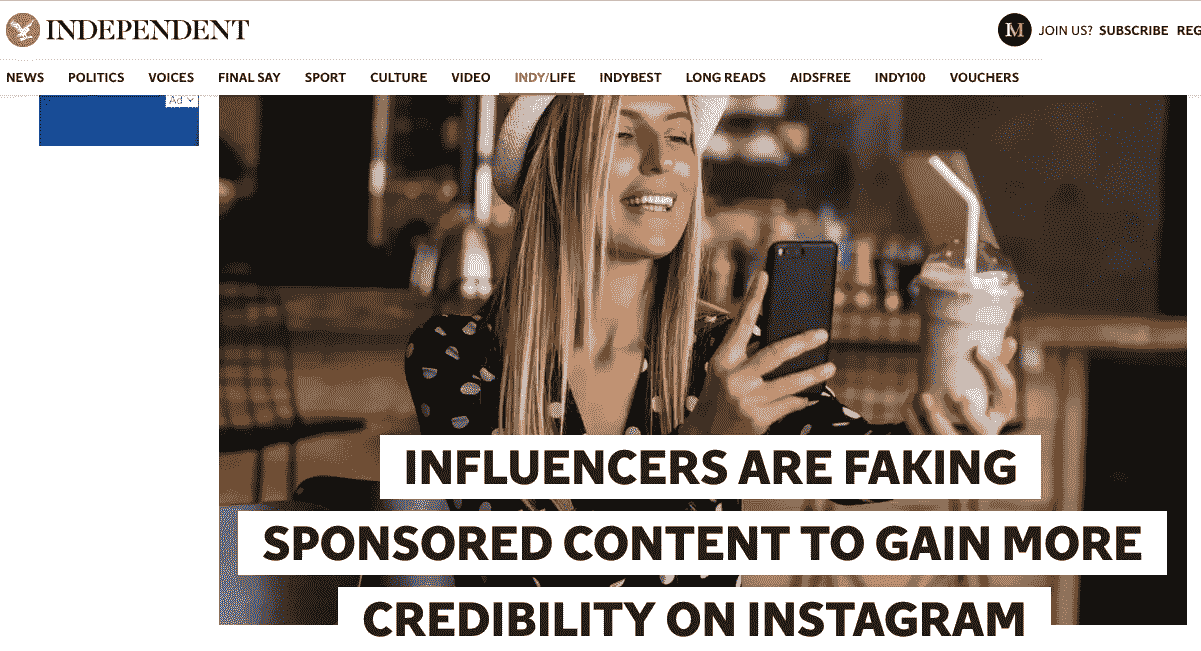 INDEPENDENT
JOIN US? SUBSCRIBE REG
NEWS POLITICS VOICES FINAL SAY SPORT CULTURE VIDEO INDY/LIFE INDYBEST LONG READS AIDSFREE INDY100 VOUCHERS
Ad
INFLUENCERS ARE FAKING
SPONSORED CONTENT TO GAIN MORE
CREDIBILITY ON INSTAGRAM